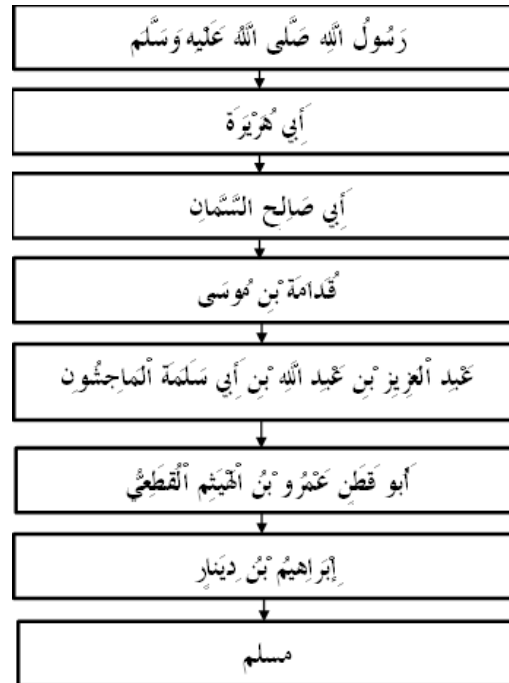 رَسُولُ اللَّهِ صَلَّى اللَّهُ عَلَيْهِ وَسَلَّمَ
أَبِي هُرَيْرَةَ
أَبِي صَالِحٍ السَّمَّانِ
قُدَامَةَ بْنِ مُوسَى
عَبْدِ الْعَزِيزِ بْنِ عَبْدِ اللَّهِ بْنِ أَبِي سَلَمَةَ الْمَاجِشُونِ
أَبُو قَطَنٍ عَمْرُو بْنُ الْهَيْثَمِ الْقُطَعِيُّ
إِبْرَاهِيمُ بْنُ دِينَارٍ
مسلم